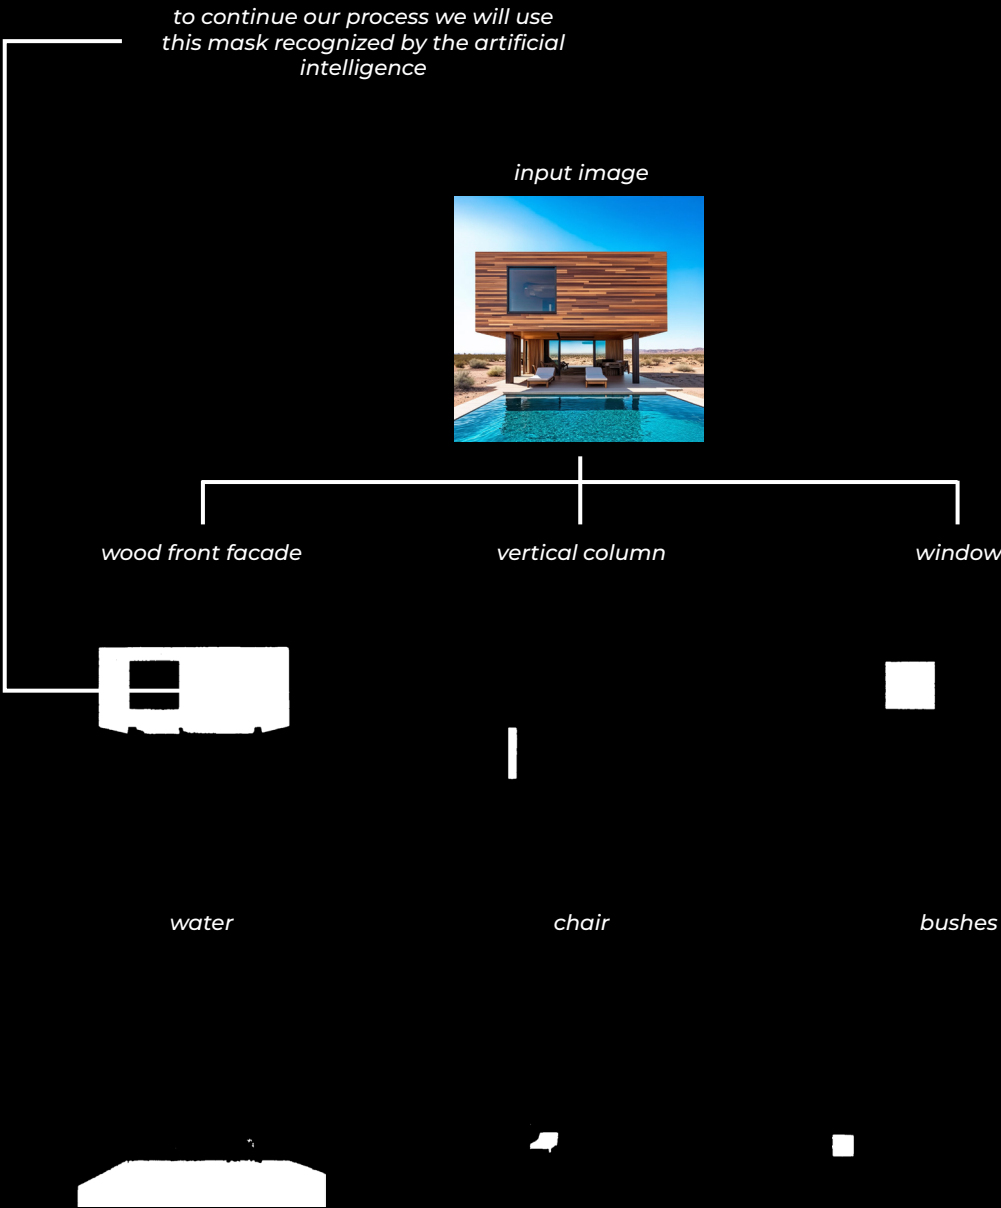 to continue our process we will use
this mask recognized by the artificial
intelligence
input image
wood front facade
vertical column
window
water
chair
bushes